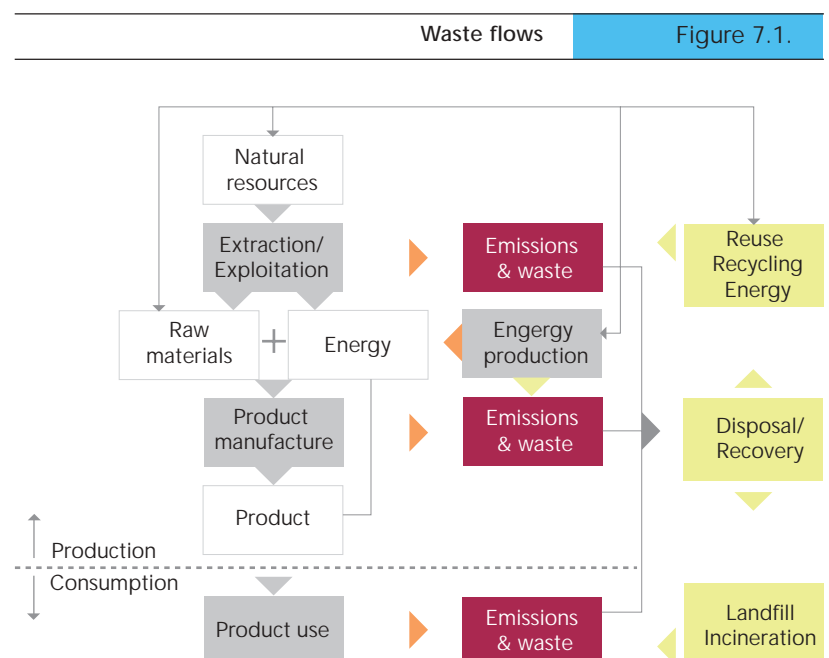 Waste flows
Figure 7.1.
Natural
resources
Extraction/
Exploitation
Emissions
& waste
Reuse
Recycling
Energy
Raw
materials
+
Energy
Engergy
production
Product
manufacture
Emissions
& waste
Disposal/
Recovery
Product
Production
Consumption
Product use
Emissions
& waste
Landfill
Incineration